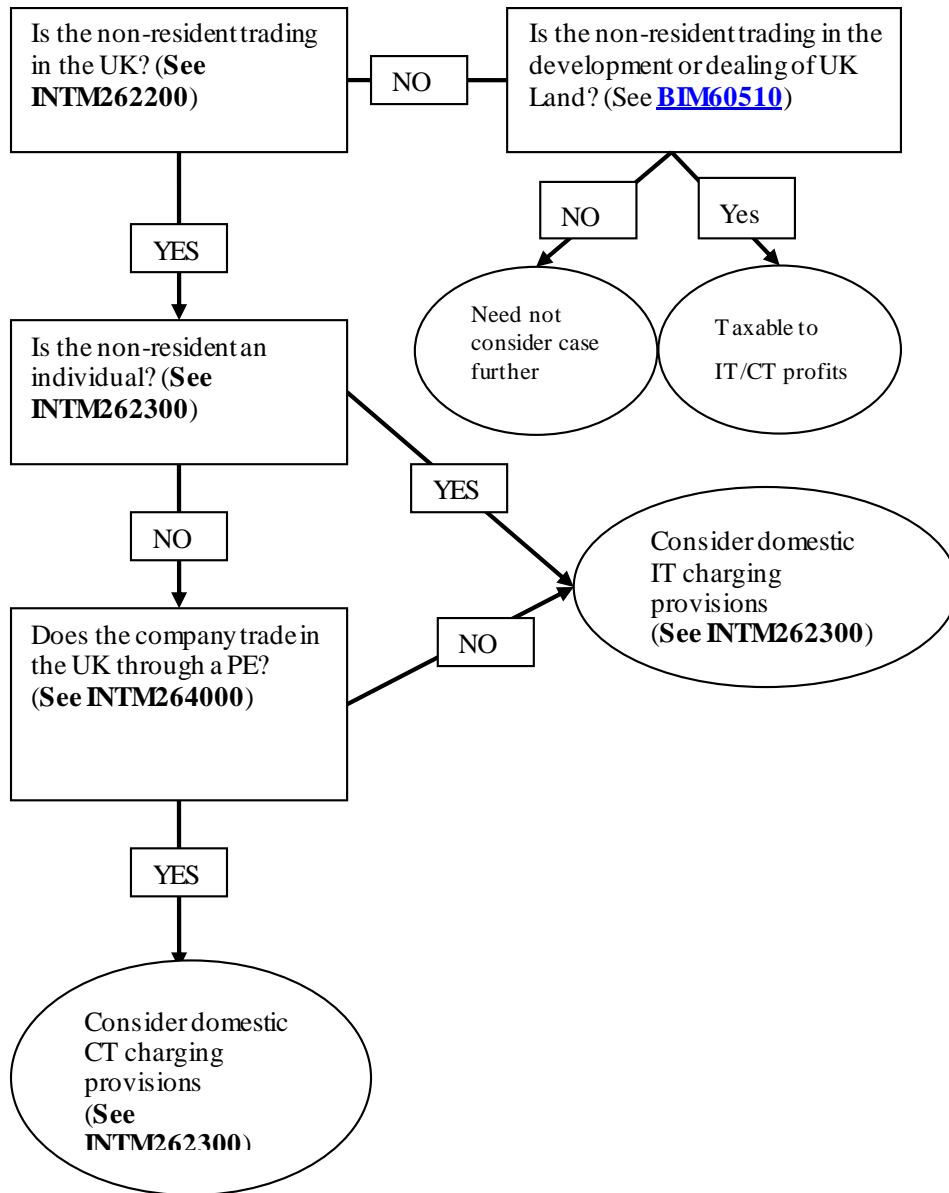 Is the non-resident trading
in the UK? (See
INTM262200)
NO
Is the non-resident trading in the
development or dealing of UK
Land? (See BIM60510)
YES
NO
Yes
Need not
consider case
further
Taxable to
IT/CT profits
Is the non-resident an
individual? (See
INTM262300)
YES
NO
Consider domestic
IT charging
provisions
(See INTM262300)
Does the company trade in
the UK through a PE?
(See INTM264000)
NO
YES
Consider domestic
CT charging
provisions
(See
INTM262300)